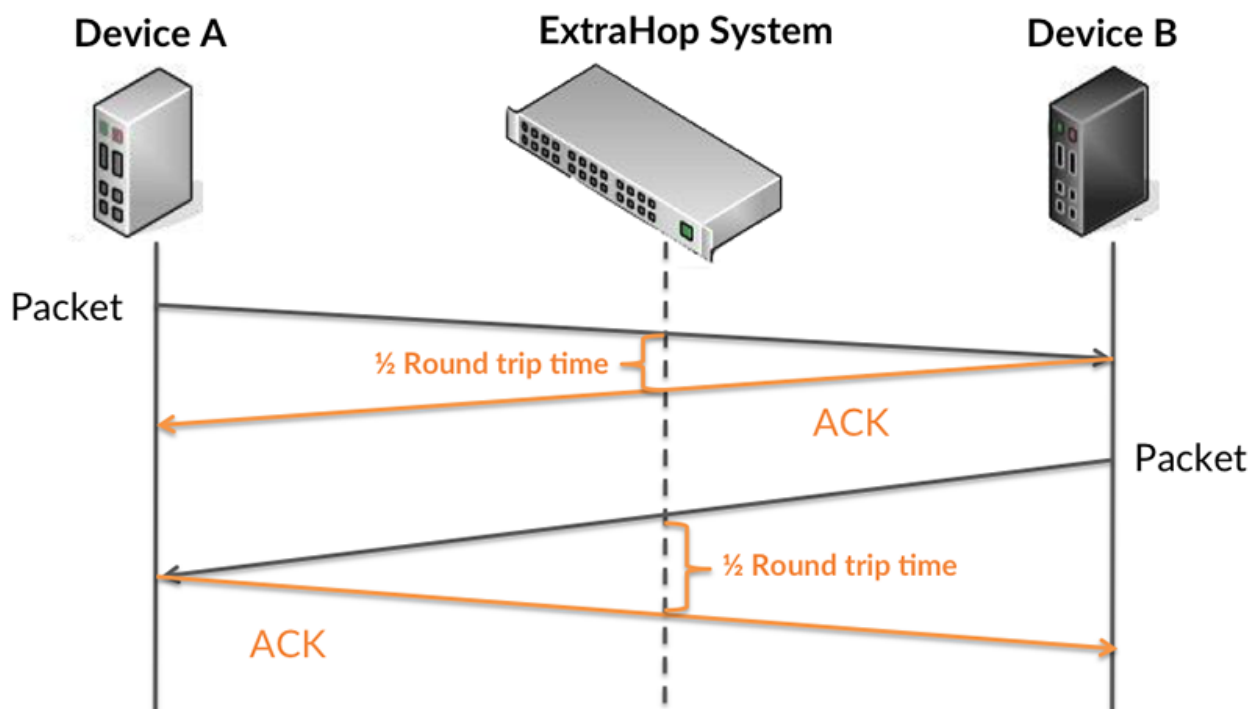 Device A
ExtraHop System
Device B
Packet
½ Round trip time
ACK
Packet
½ Round trip time
ACK